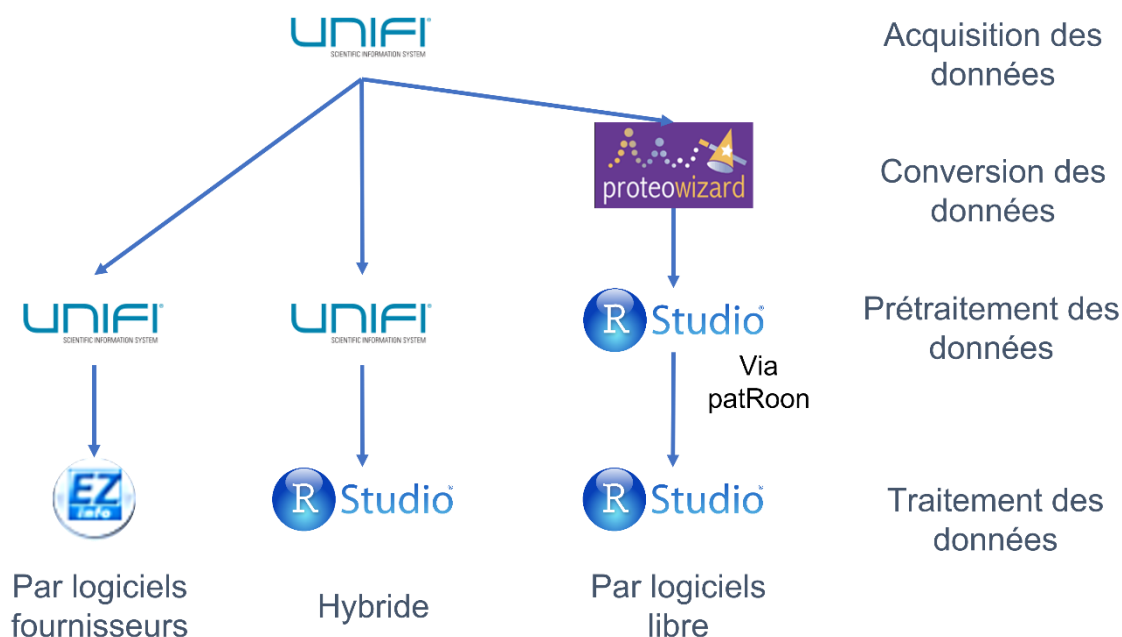 UNIFI
SCIENTIFIC INFORMATION SYSTEM
Acquisition des
données
proteowizard
Conversion des
données
UNIFI
SCIENTIFIC INFORMATION SYSTEM
UNIFI
SCIENTIFIC INFORMATION SYSTEM
R Studio
Prétraitement des
données
Via
patRoon
EZ
info
R Studio
R Studio
Traitement des
données
Par logiciels
fournisseurs
Hybride
Par logiciels
libre